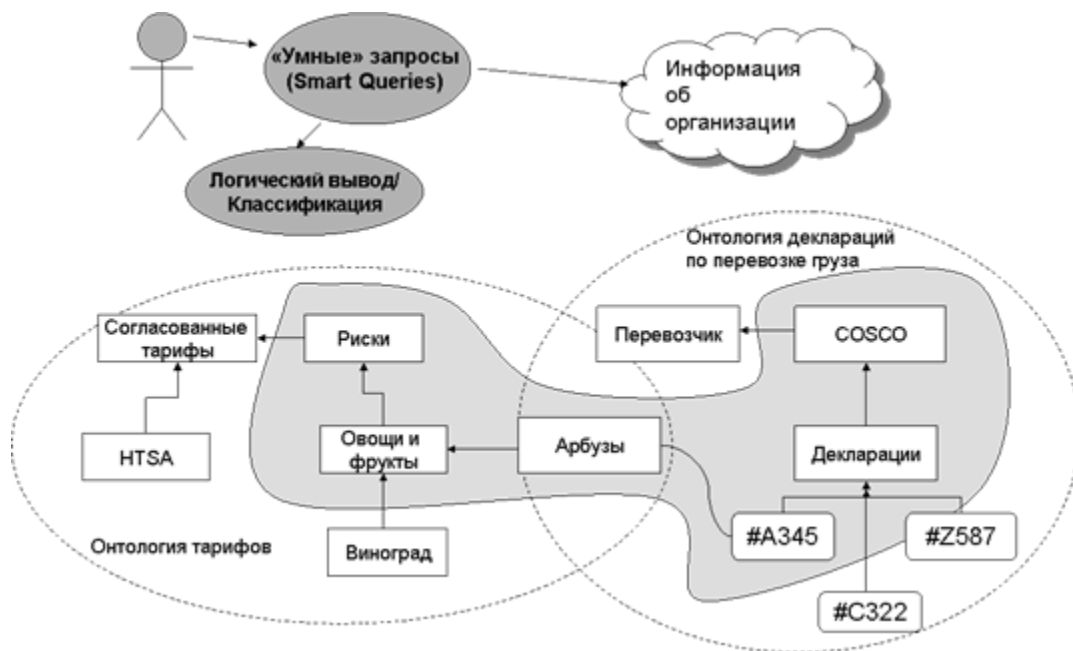 «Умные» запросы
(Smart Queries)
Информация
об
организации
Логический вывод/
Классификация
Онтология деклараций
по перевозке груза
Согласованные
тарифы
Риски
Перевозчик
COSCO
HTSA
Овощи и
фрукты
Арбузы
Декларации
Онтология тарифов
Виноград
#A345
#Z587
#C322